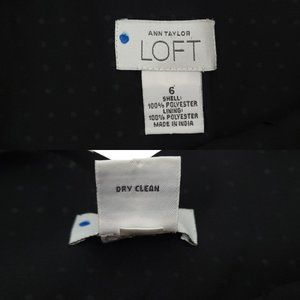 ANN TAYLOR
LOFT
6
SHELL:
100% POLYESTER
LINING:
100% POLYESTER
MADE IN INDIA
DRY CLEAN